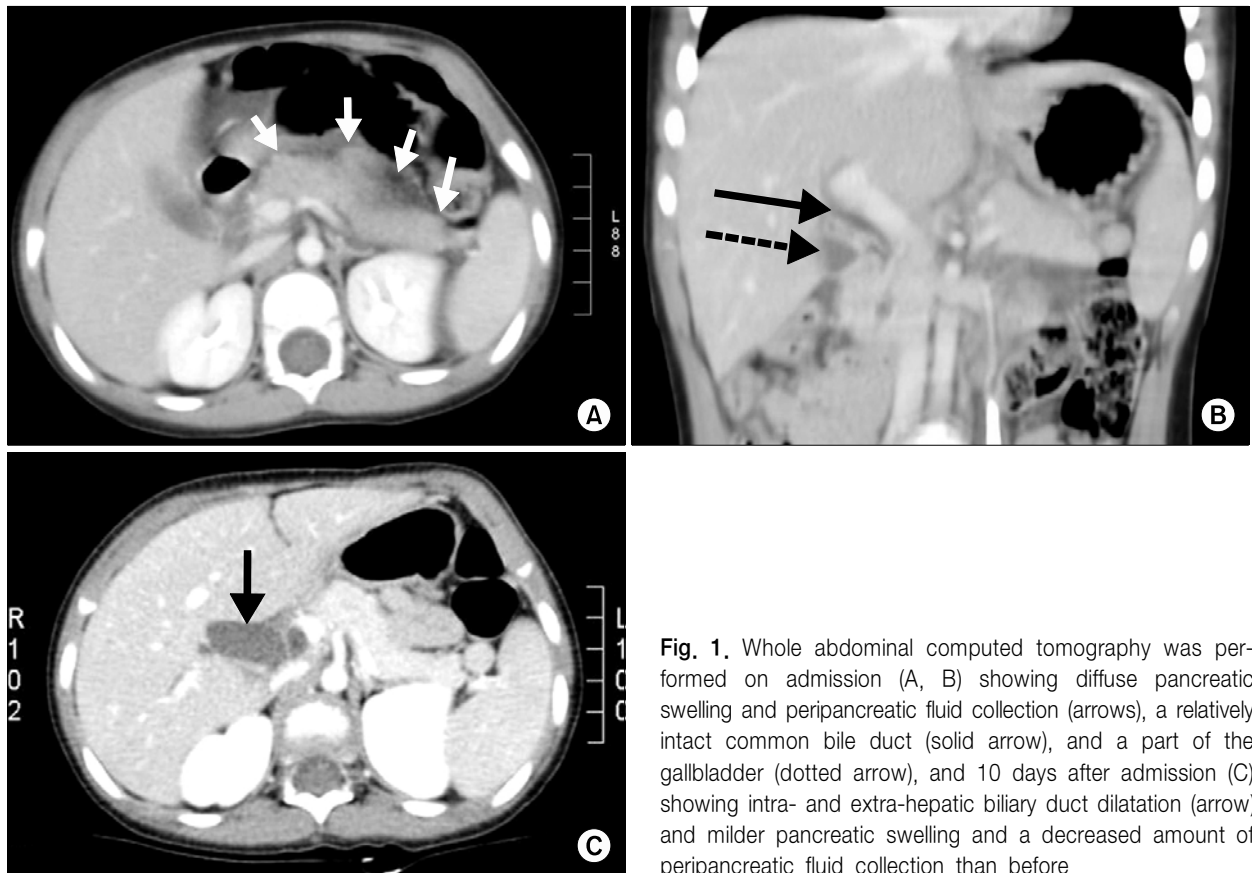 L
8
8
A
B
R
1
0
2
L
1
0
C
Fig. 1. Whole abdominal computed tomography was per-
formed on admission (A, B) showing diffuse pancreatic
swelling and peripancreatic fluid collection (arrows), a relatively
intact common bile duct (solid arrow), and a part of the
gallbladder (dotted arrow), and 10 days after admission (C)
showing intra- and extra-hepatic biliary duct dilatation (arrow)
and milder pancreatic swelling and a decreased amount of
peripancreatic fluid collection than before